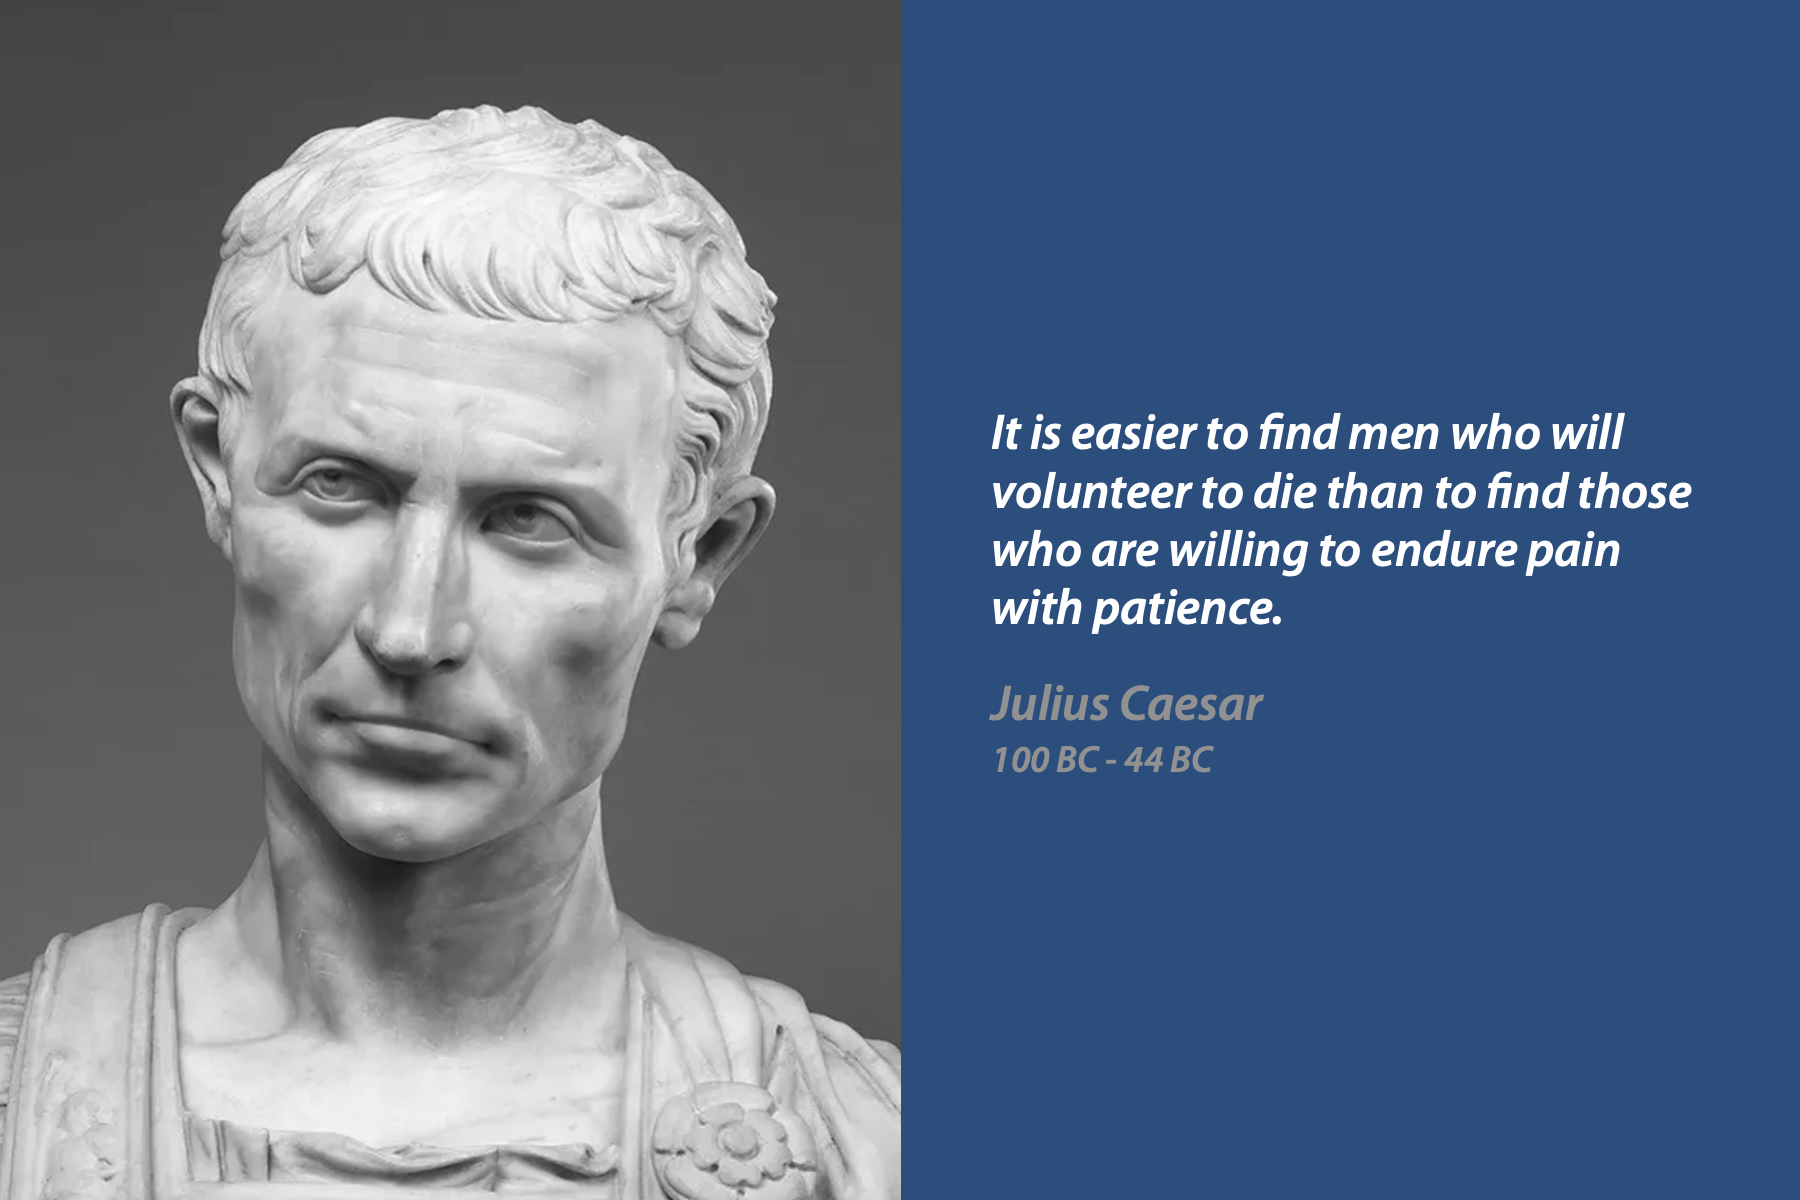 It is easier to find men who will
volunteer to die than to find those
who are willing to endure pain
with patience.
Julius Caesar
100 BC - 44 BC